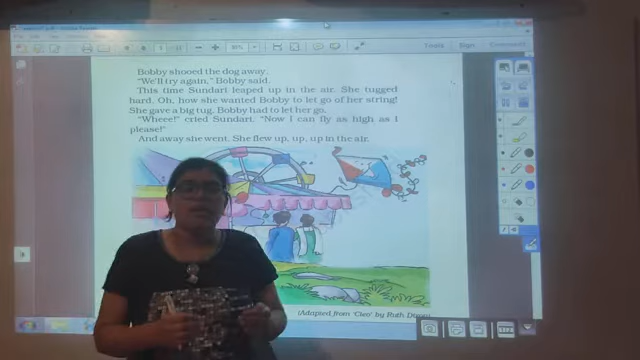 Tools Sign Comment
Bobby shooed the dog away.
"We'll try again," Bobby said.
This time Sundari leaped up in the air. She tugged
hard. Oh, how she wanted Bobby to let go of her string!
She gave a big tug. Bobby had to let her go.
"Wheee!" cried Sundari, "Now I can fly as high as I
please!"
And away she went. She flew up, up, up in the air.
(Adapted from 'Cleo' by Ruth